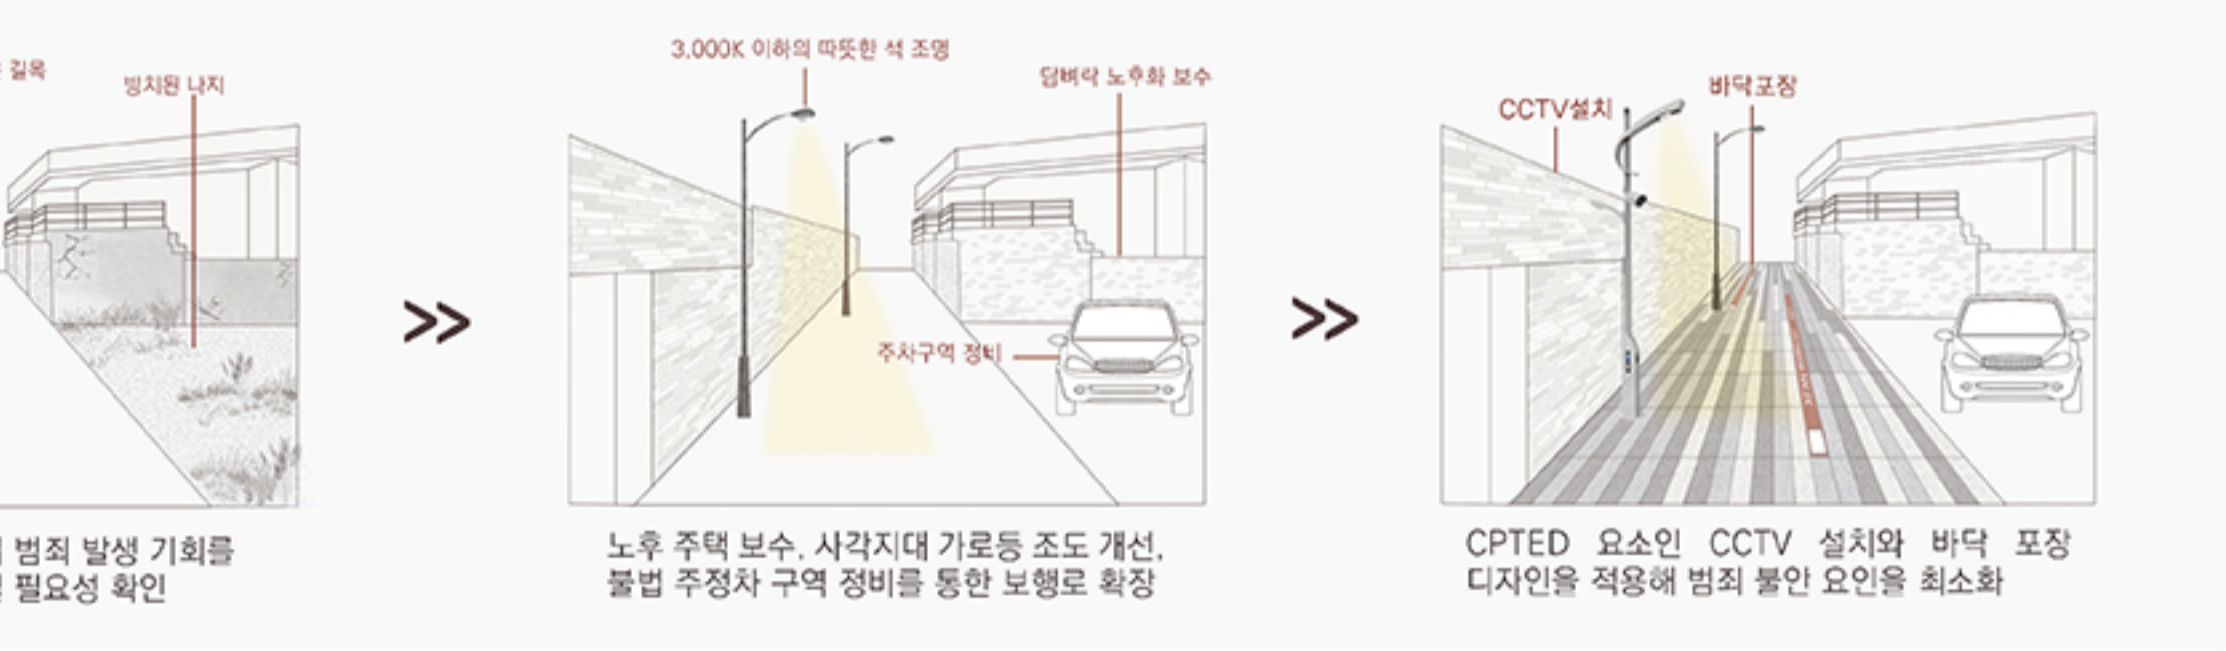 길목
방치된 나지
범죄 발생 기회를
필요성 확인
3,000K 이하의 따뜻한 색 조명
담벼락 노후화 보수
주차구역 정비
노후 주택 보수, 사각지대 가로등 조도 개선,
불법 주정차 구역 정비를 통한 보행로 확장
CCTV설치
바닥포장
CPTED 요소인 CCTV 설치와 바닥 포장
디자인을 적용해 범죄 불안 요인을 최소화